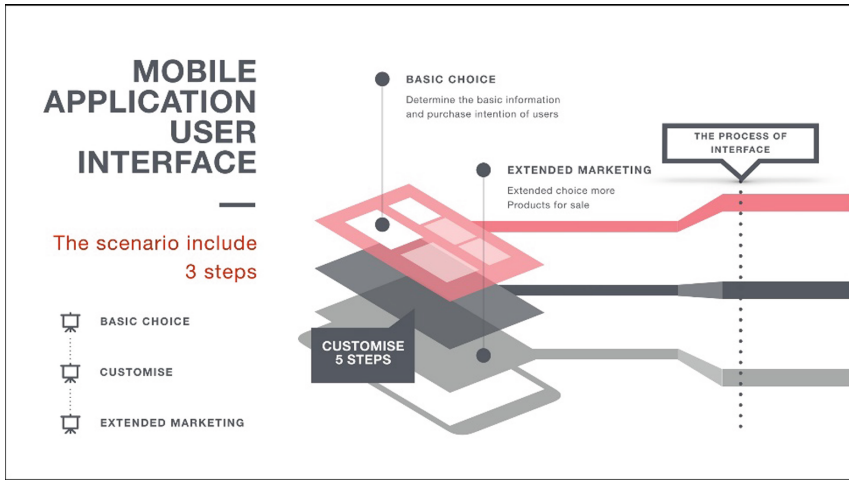 MOBILE
APPLICATION
USER
INTERFACE
The scenario include
3 steps
BASIC CHOICE
CUSTOMISE
EXTENDED MARKETING
BASIC CHOICE
Determine the basic information
and purchase intention of users
EXTENDED MARKETING
Extended choice more
Products for sale
THE PROCESS OF
INTERFACE
CUSTOMISE
5 STEPS